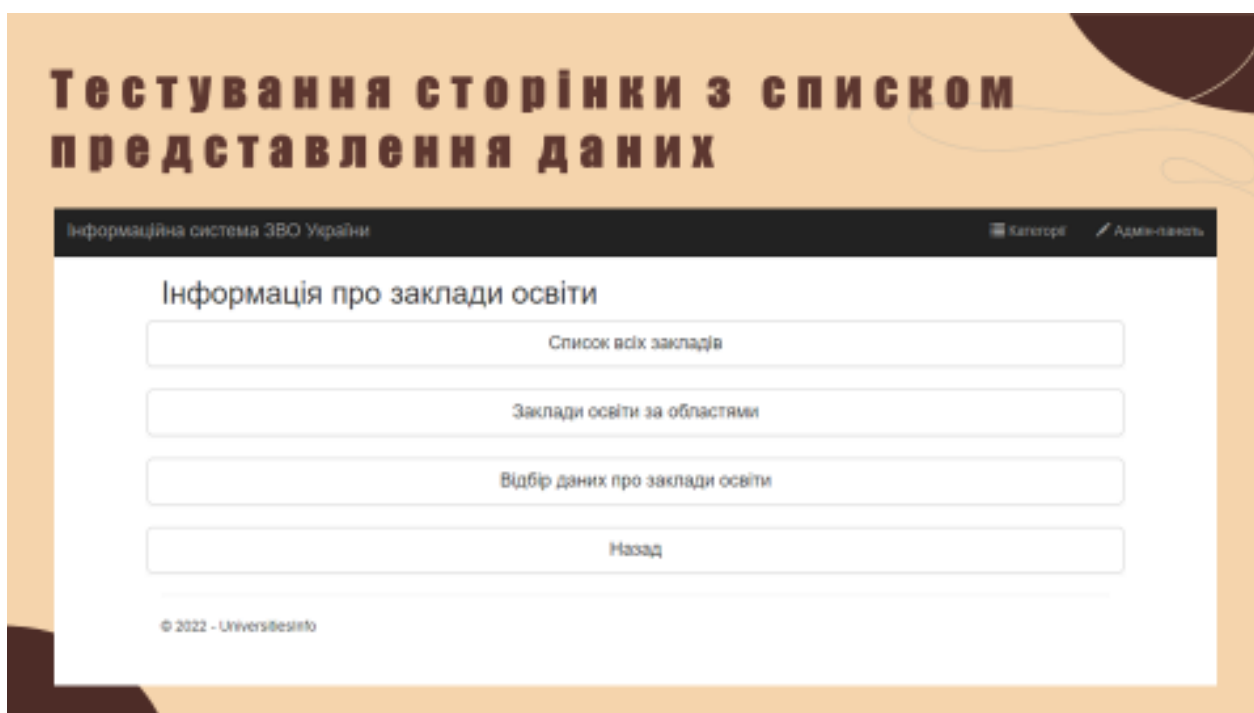 Тестування сторінки з списком
представлення даних
Інформаційна система ЗВО України
Категорії
Адмін-панель
Інформація про заклади освіти
Список всіх закладів
Заклади освіти за областями
Відбір даних про заклади освіти
Назад
© 2022 - UniversitiesInfo